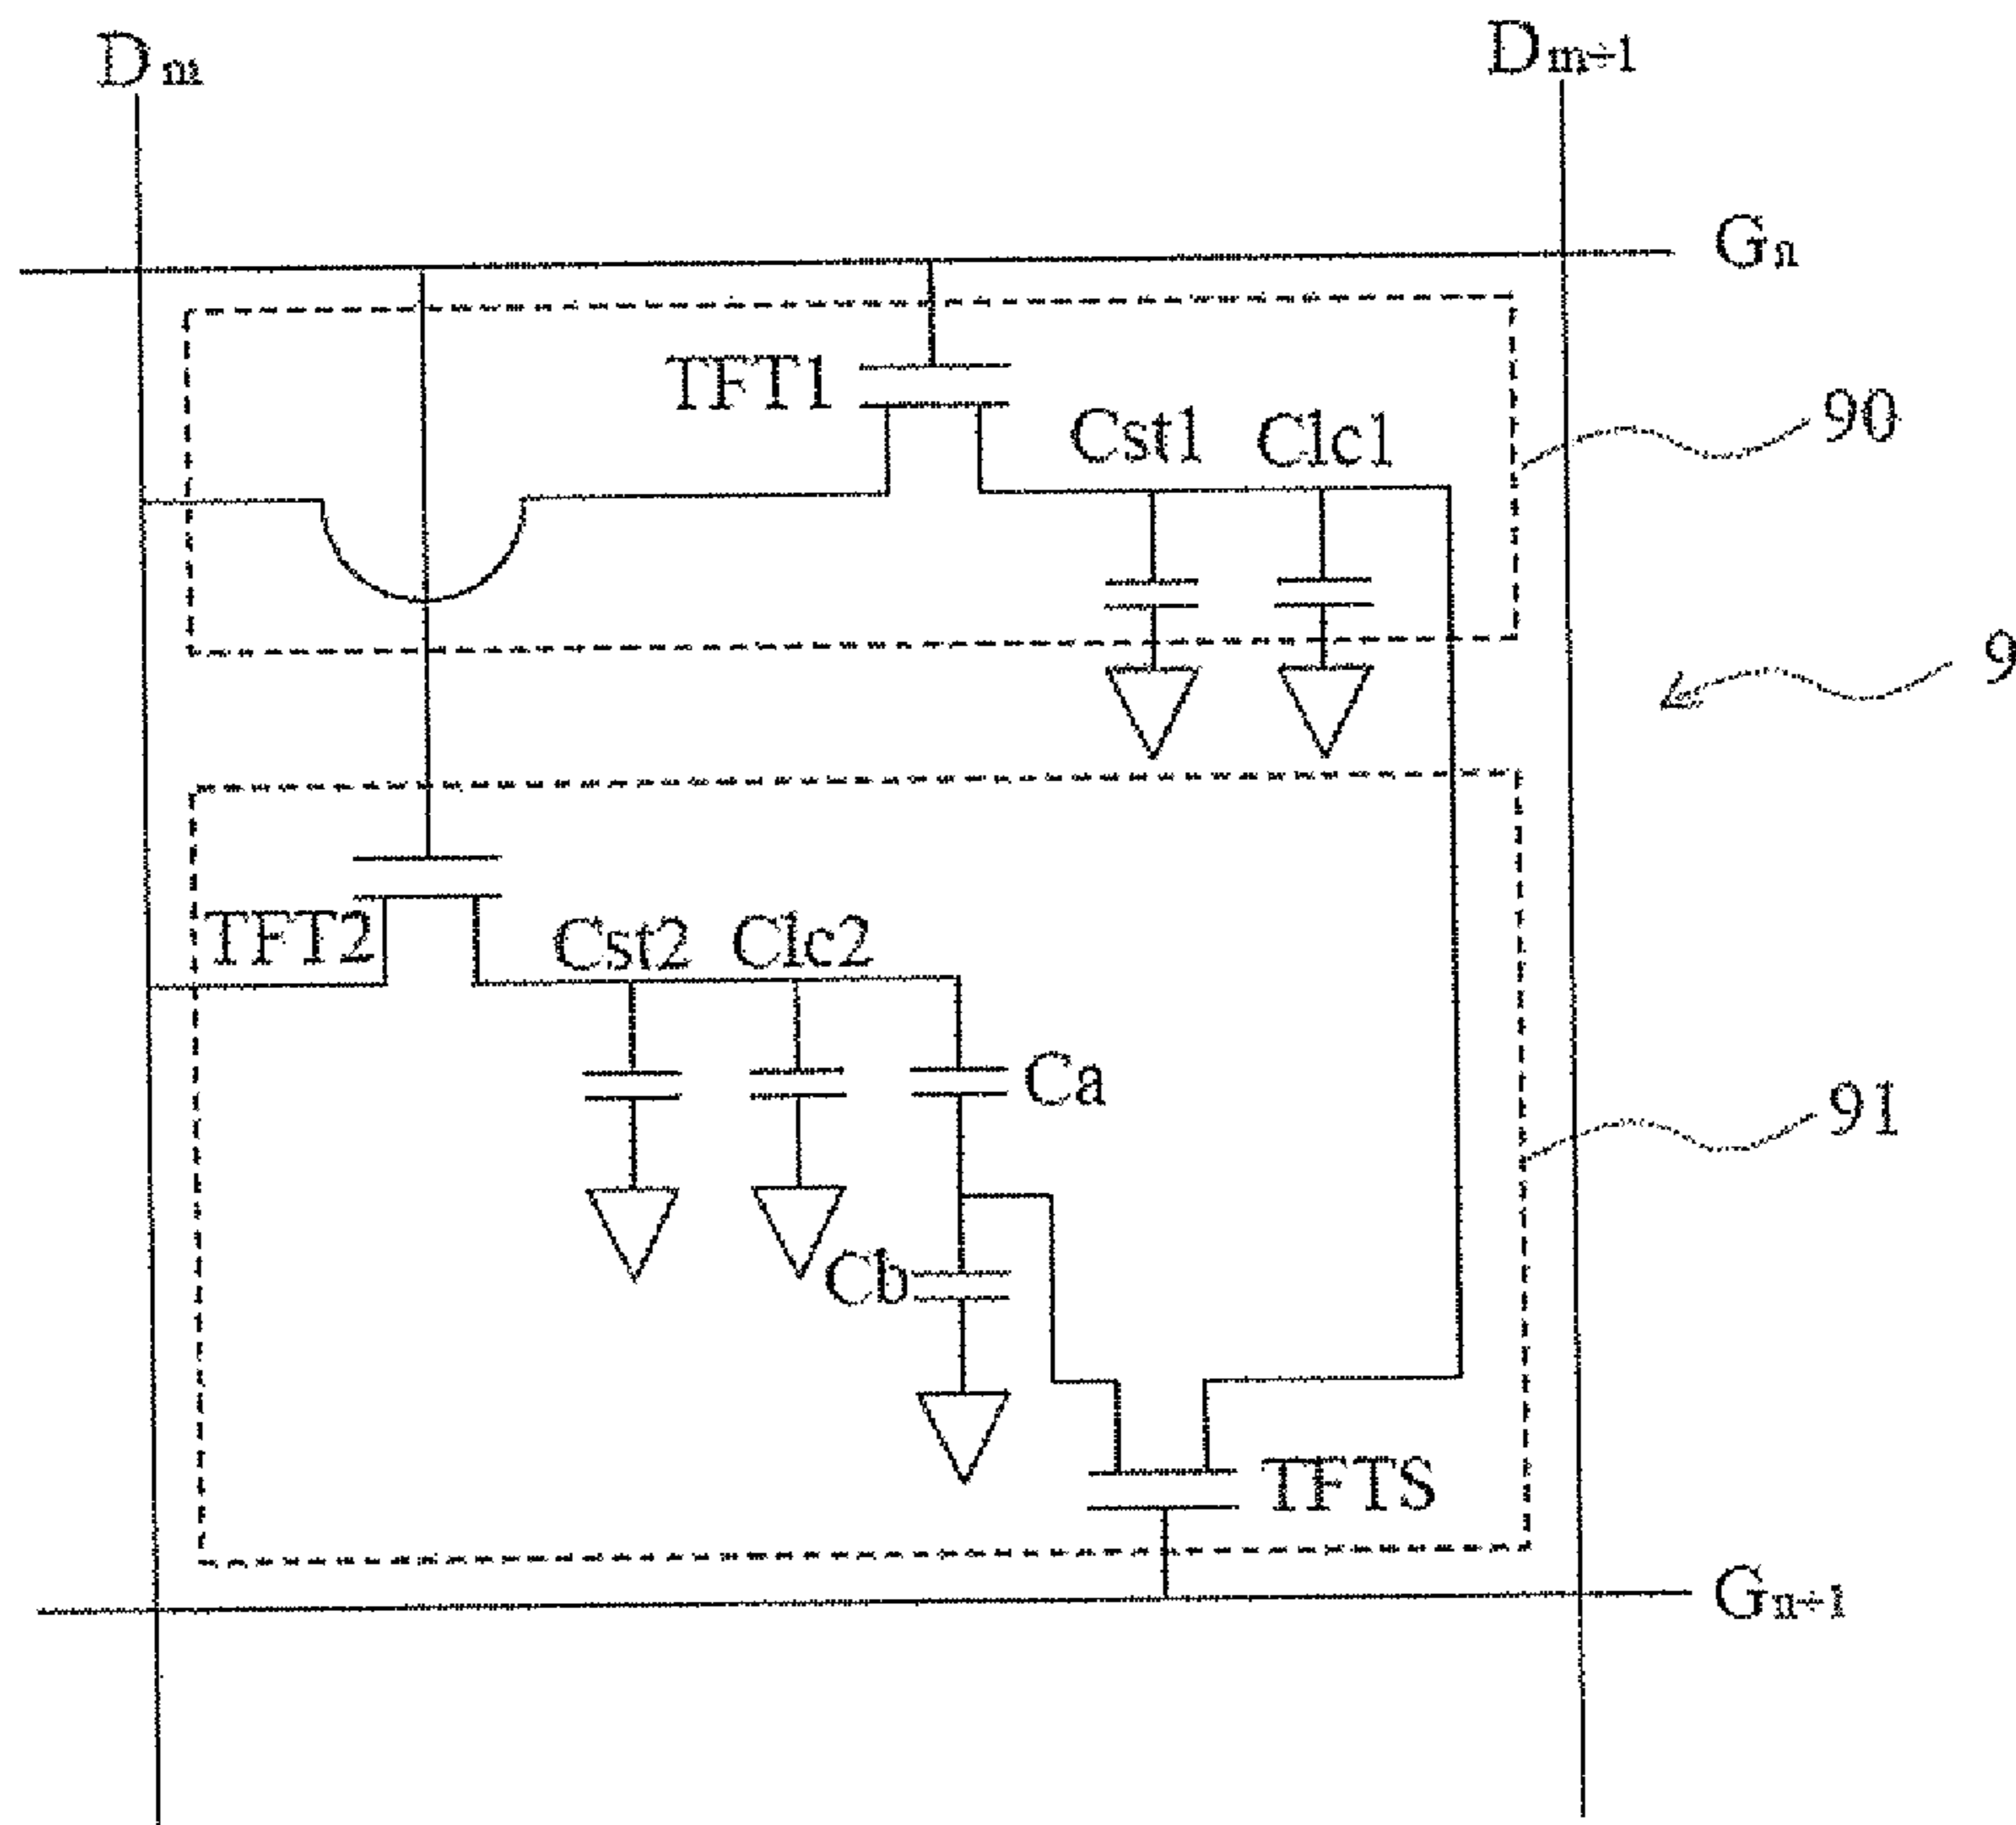 Dm
Dm+1
Gn
TFT1
Cst1
Clc1
90
9
TFT2
Cst2
Clc2
Ca
91
Cb
TFTS
Gn+1